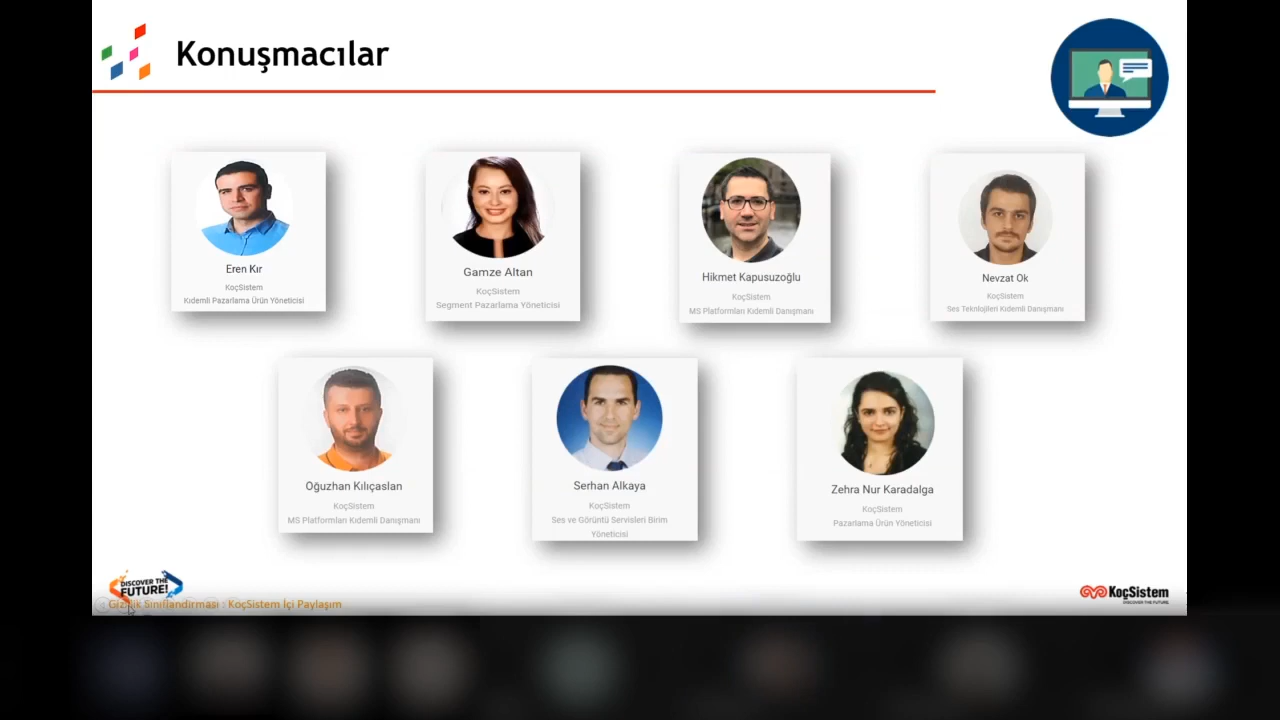 Konuşmacılar
Eren Kır
KoçSistem
Kıdemli Pazarlama Ürün Yöneticisi
Gamze Altan
KoçSistem
Segment Pazarlama Yöneticisi
Hikmet Kapusuzoğlu
KoçSistem
MS Platformları Kıdemli Danışmanı
Nevzat Ok
KoçSistem
Ses Teknlojileri Kıdemli Danışmanı
Oğuzhan Kılıçaslan
KoçSistem
MS Platformları Kıdemli Danışmanı
Serhan Alkaya
KoçSistem
Ses ve Görüntü Servisleri Birim
Yöneticisi
Zehra Nur Karadalga
KoçSistem
Pazarlama Ürün Yöneticisi
DISCOVER THE
FUTURE!
Gizlilik Sınıflandırması : KoçSistem İçi Paylaşım
KoçSistem
DISCOVER THE FUTURE